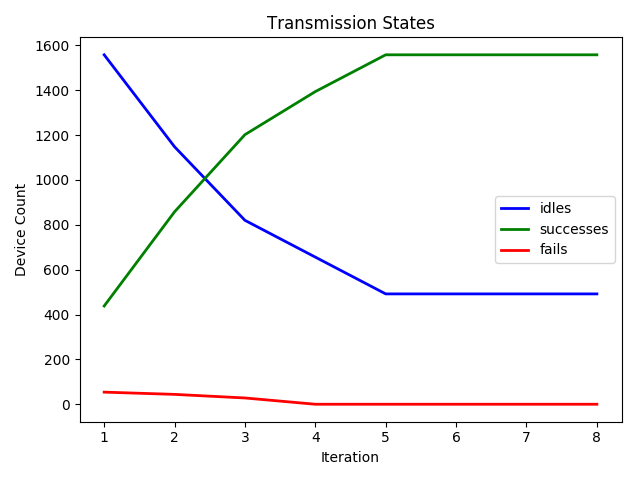 Transmission States
1600
1400
1200
1000
800
600
400
200
0
Device Count
idles
successes
fails
1 2 3 4 5 6 7 8
Iteration